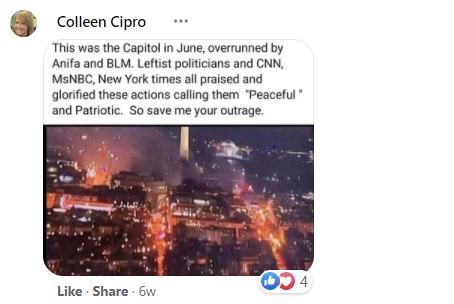 Colleen Cipro ...
This was the Capitol in June, overrunned by
Anifa and BLM. Leftist politicians and CNN,
MsNBC, New York times all praised and
glorified these actions calling them "Peaceful "
and Patriotic. So save me your outrage.
4
Like · Share · 6w